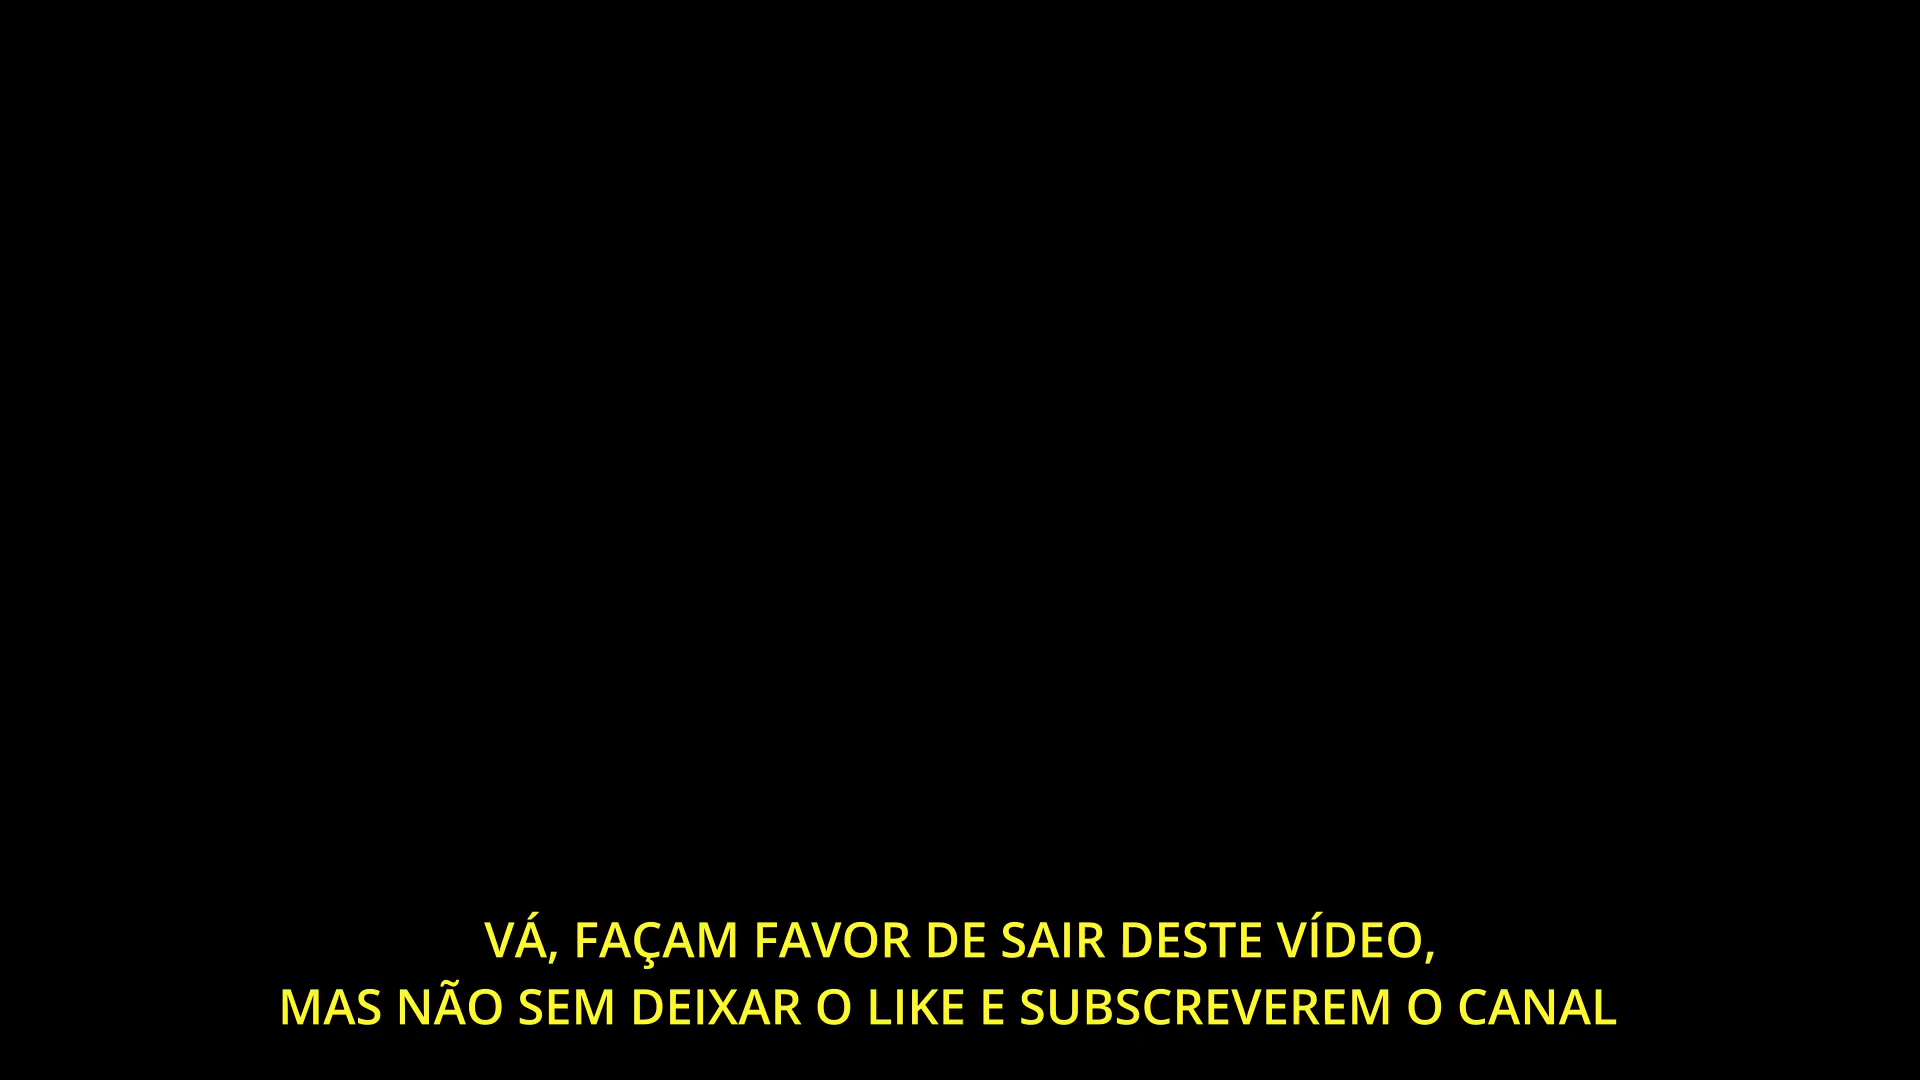 VÁ, FAÇAM FAVOR DE SAIR DESTE VÍDEO,
MAS NÃO SEM DEIXAR O LIKE E SUBSCREVEREM O CANAL